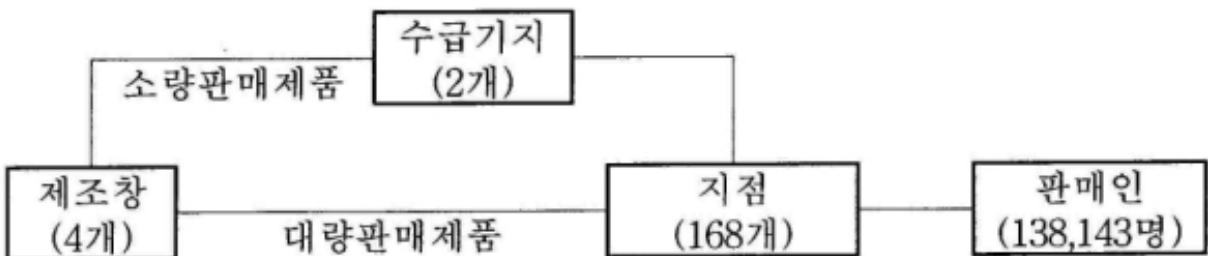 수급기지
(2개)
소량판매제품
제조창
(4개)
대량판매제품
지점
(168개)
판매인
(138,143명)